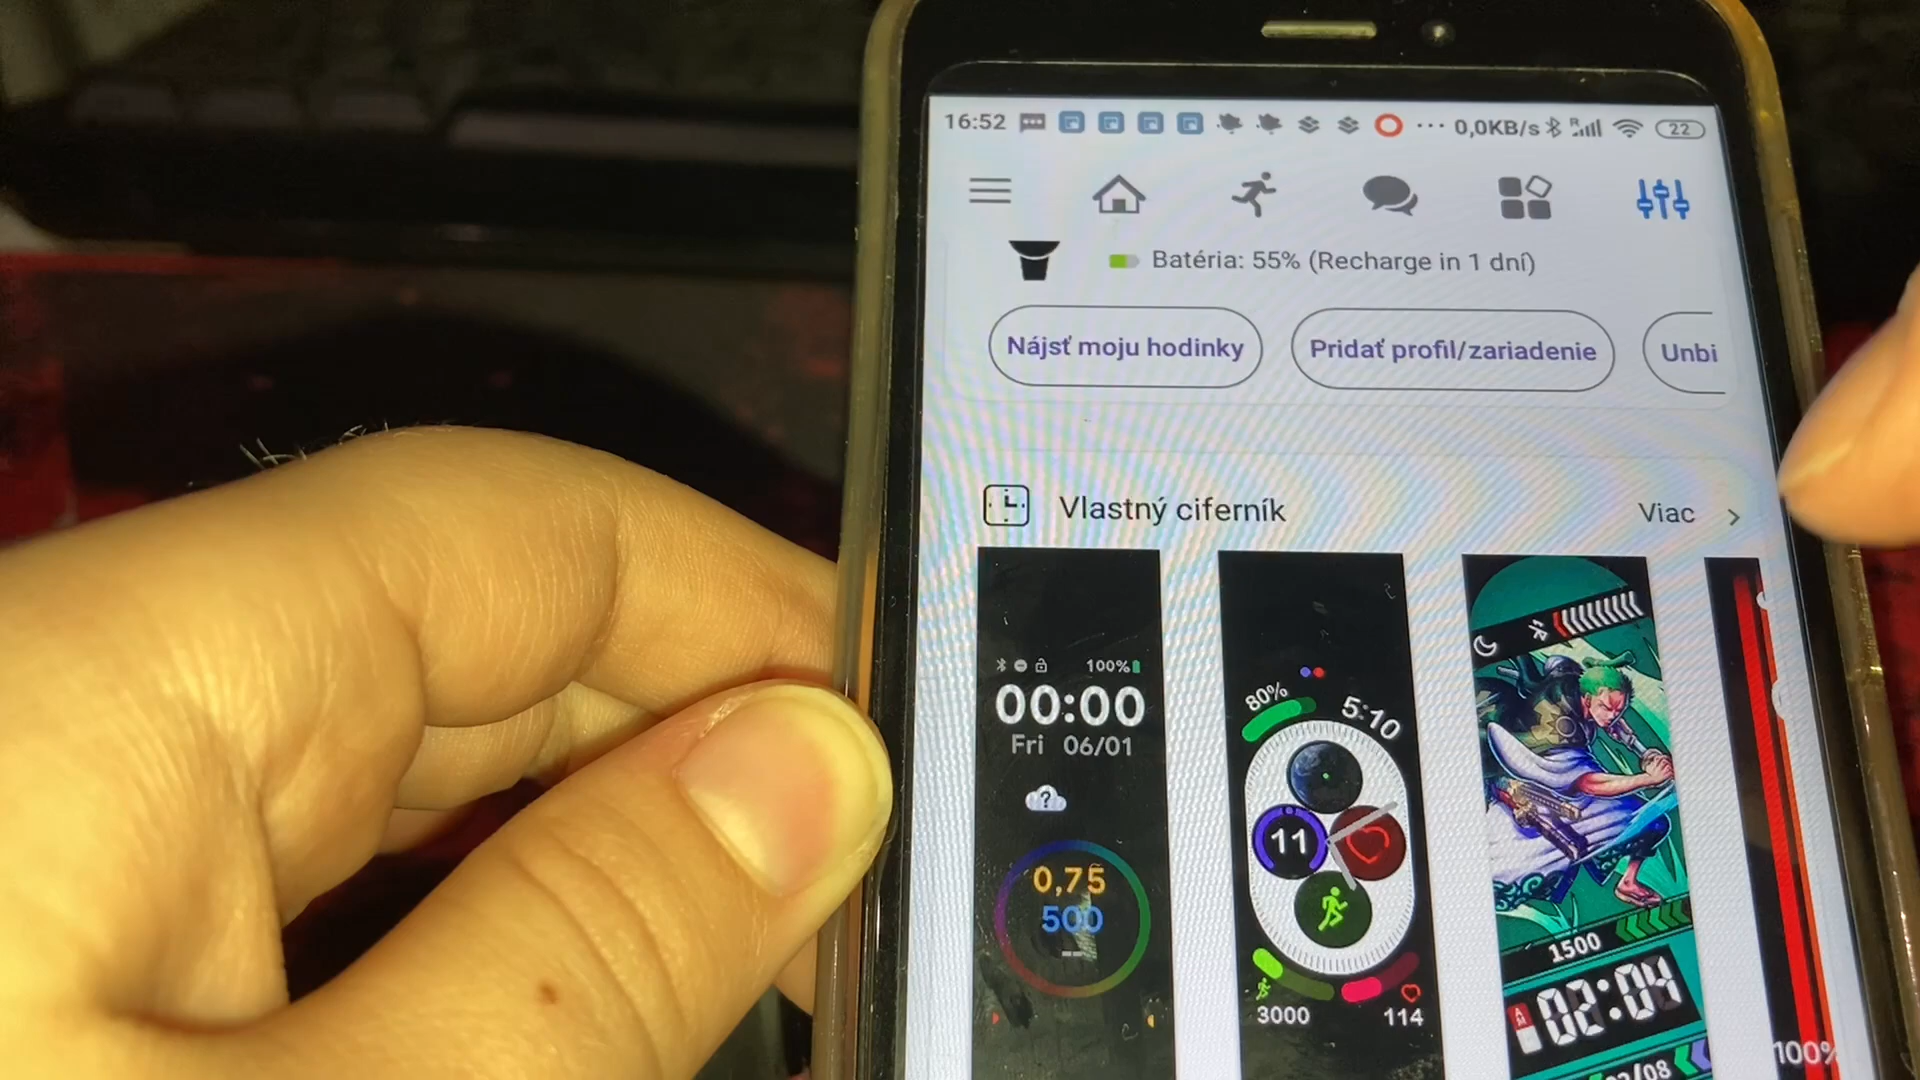 16:52 ... 0,0KB/s R 22
Batéria: 55% (Recharge in 1 dní)
Nájsť moju hodinky
Pridať profil/zariadenie
Unbi
Vlastný ciferník
Viac
100%
00:00
Fri 06/01
?
0,75
500
--
80%
5:10
11
3000
114
1500
AM
02:04
/08
100%